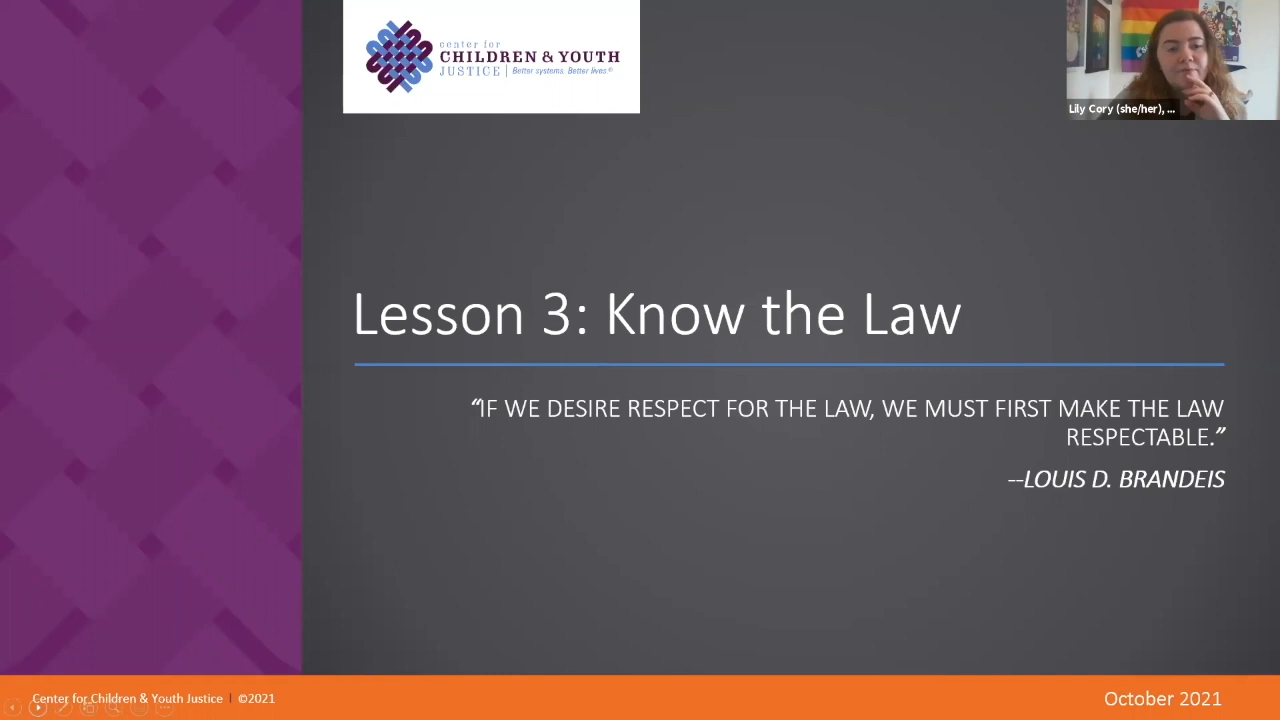 center for
CHILDREN & YOUTH
JUSTICE | Better systems. Better lives.©
Lily Cory (she/her), ...
Lesson 3: Know the Law
“IF WE DESIRE RESPECT FOR THE LAW, WE MUST FIRST MAKE THE LAW
RESPECTABLE.”
--LOUIS D. BRANDEIS
Center for Children & Youth Justice | ©2021
October 2021